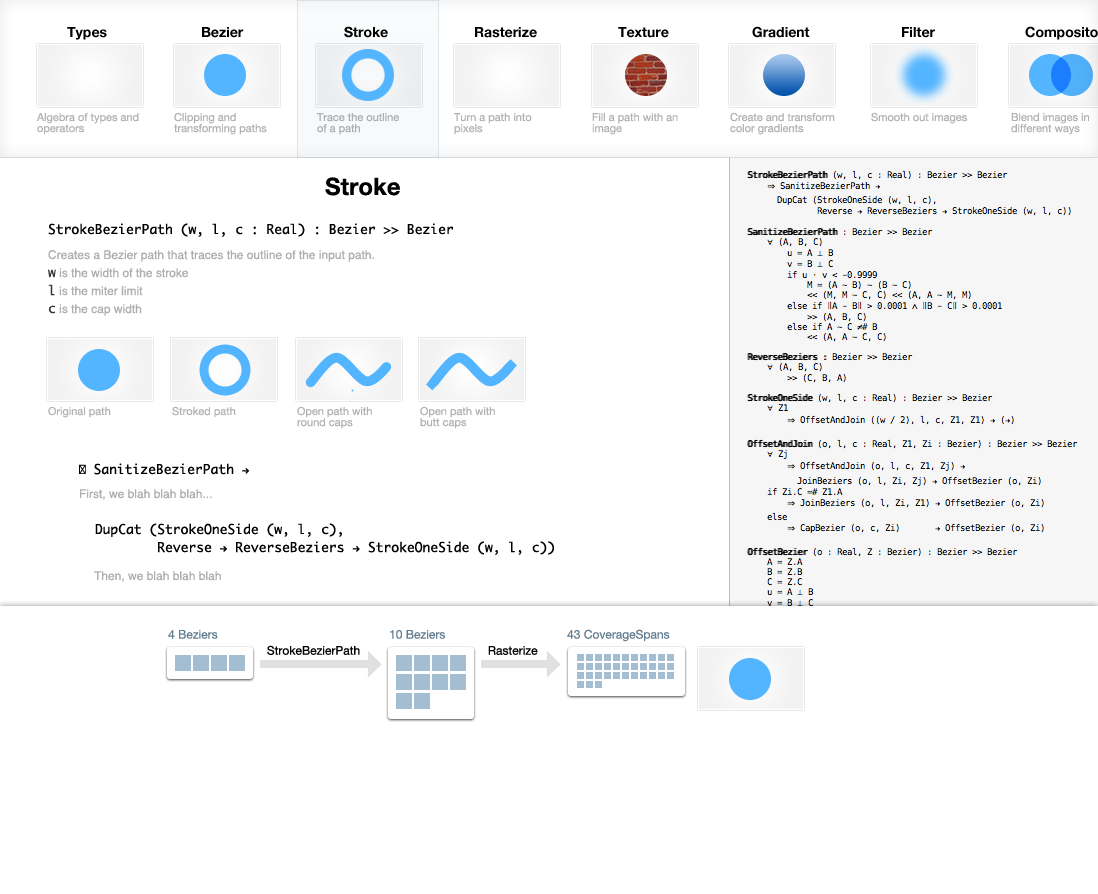 Types
Bezier
Stroke
Rasterize
Texture
Gradient
Filter
Composito
Algebra of types and
operators
Clipping and
transforming paths
Trace the outline
of a path
Turn a path into
pixels
Fill a path with an
image
Create and transform
color gradients
Smooth out images
Blend images in
different ways
Stroke
StrokeBezierPath (w, l, c : Real) : Bezier >> Bezier
Creates a Bezier path that traces the outline of the input path.
w is the width of the stroke
l is the miter limit
c is the cap width
Original path
Stroked path
Open path with
round caps
Open path with
butt caps
SanitizeBezierPath →
First, we blah blah blah...
DupCat (StrokeOneSide (w, l, c),
Reverse → ReverseBeziers → StrokeOneSide (w, l, c))
Then, we blah blah blah
StrokeBezierPath (w, l, c : Real) : Bezier >> Bezier
⇒ SanitizeBezierPath →
DupCat (StrokeOneSide (w, l, c),
Reverse → ReverseBeziers → StrokeOneSide (w, l, c))
SanitizeBezierPath : Bezier >> Bezier
∀ (A, B, C)
u = A ⊥ B
v = B ⊥ C
if u · v < -0.9999
M = (A ~ B) ~ (B ~ C)
<< (M, M ~ C, C) << (A, A ~ M, M)
else if ‖A - B‖ > 0.0001 ∧ ‖B - C‖ > 0.0001
>> (A, B, C)
else if A ~ C ≠# B
<< (A, A ~ C, C)
ReverseBeziers : Bezier >> Bezier
∀ (A, B, C)
>> (C, B, A)
StrokeOneSide (w, l, c : Real) : Bezier >> Bezier
∀ Z1
⇒ OffsetAndJoin ((w / 2), l, c, Z1, Z1) → (→)
OffsetAndJoin (o, l, c : Real, Z1, Zi : Bezier) : Bezier >> Bezier
∀ Zj
⇒ OffsetAndJoin (o, l, c, Z1, Zj) →
JoinBeziers (o, l, Zi, Zj) → OffsetBezier (o, Zi)
if Zi.C =# Z1.A
⇒ JoinBeziers (o, l, Zi, Z1) → OffsetBezier (o, Zi)
else
⇒ CapBezier (o, c, Zi) → OffsetBezier (o, Zi)
OffsetBezier (o : Real, Z : Bezier) : Bezier >> Bezier
A = Z.A
B = Z.B
C = Z.C
u = A ⊥ B
v = B ⊥ C
4 Beziers
StrokeBezierPath
10 Beziers
Rasterize
43 CoverageSpans